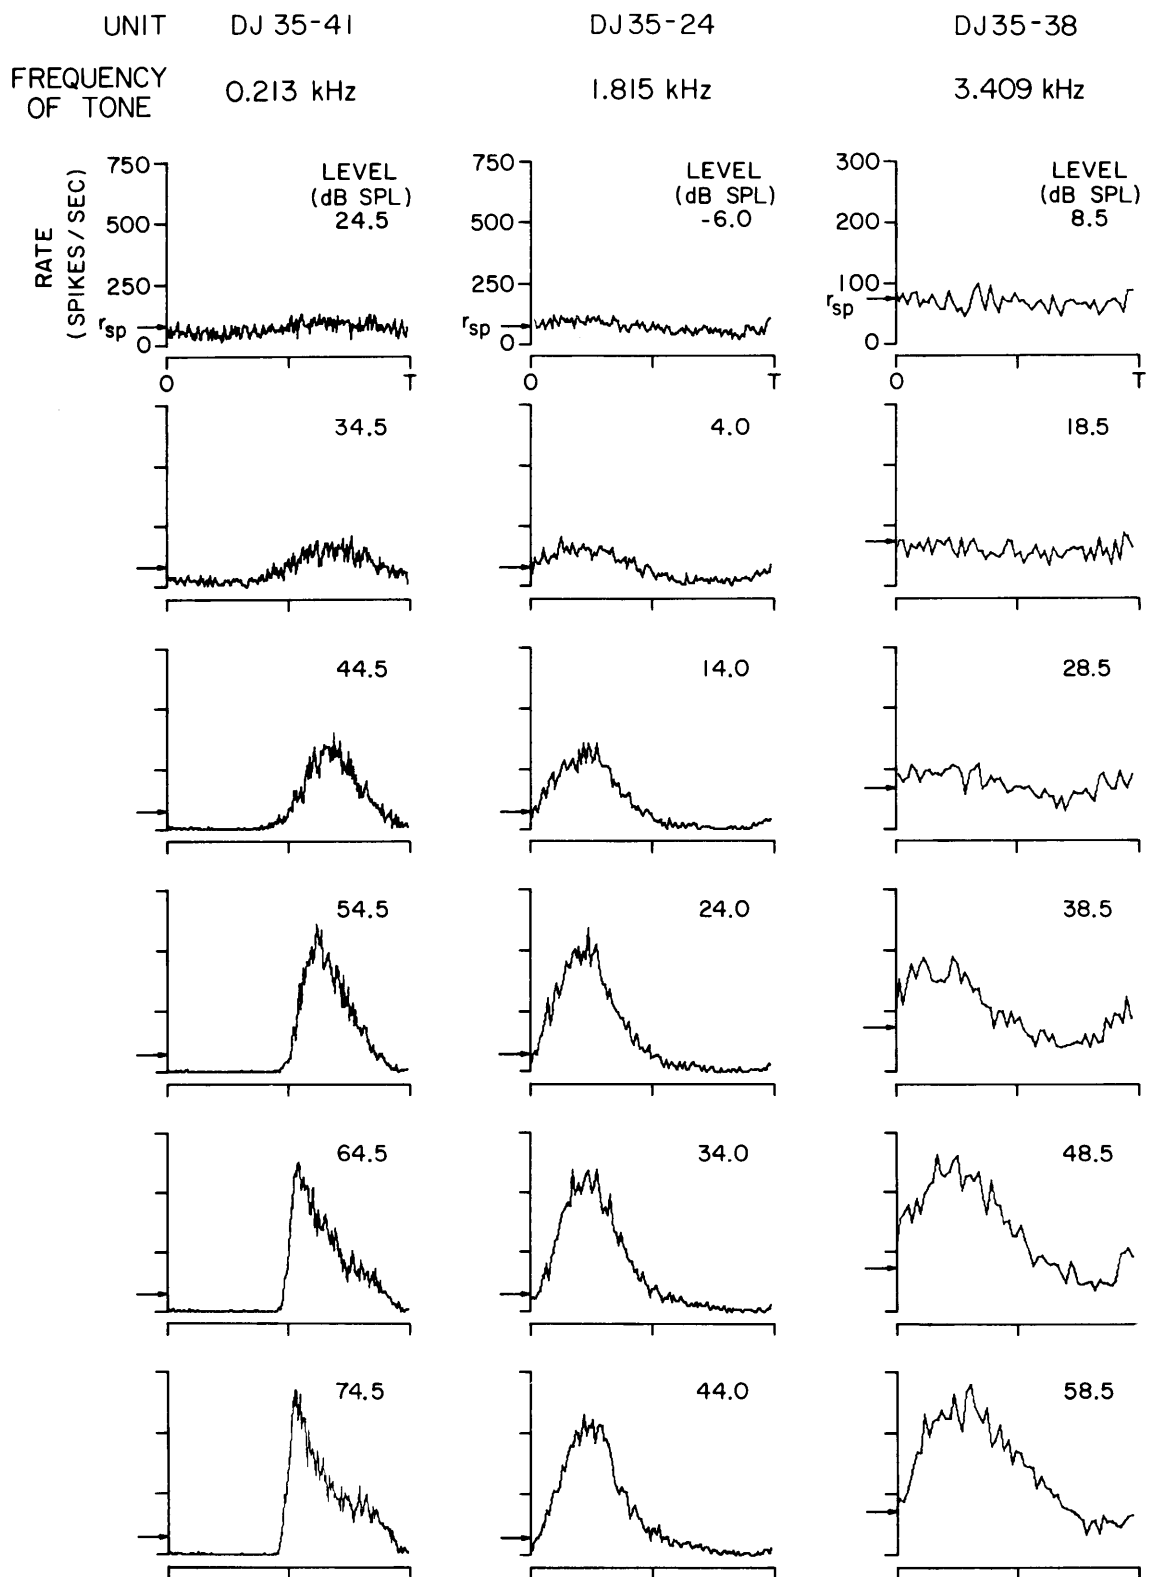 UNIT DJ 35-41 DJ35-24 DJ35-38
FREQUENCY OF TONE 0.213 kHz 1.815 kHz 3.409 kHz
RATE (SPIKES/SEC)
750 500 250 rsp 0
LEVEL (dB SPL) 24.5
0 T
750 500 250 rsp 0
LEVEL (dB SPL) -6.0
0 T
300 200 100 rsp 0
LEVEL (dB SPL) 8.5
0 T
34.5 4.0 18.5
44.5 14.0 28.5
54.5 24.0 38.5
64.5 34.0 48.5
74.5 44.0 58.5